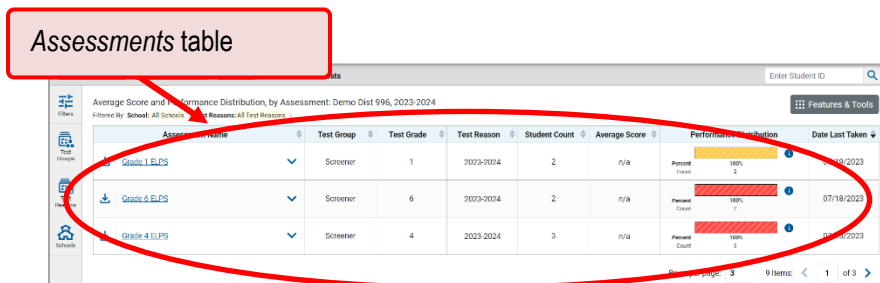 Assessments table
Enter Student ID
Filters
Average Score and Performance Distribution, by Assessment: Demo Dist 996, 2023-2024
Filtered By School: All Schools Test Reasons: All Test Reasons
Features & Tools
Test Groups
Test
Schools
Name Test Group Test Grade Test Reason Student Count Average Score Performance Distribution Date Last Taken
Grade 1 ELPS Screener 1 2023-2024 2 n/a Percent 100%
Count 2
Grade 6 ELPS Screener 6 2023-2024 2 n/a Percent 100% 07/18/2023
Count 2
Grade 4 ELPS Screener 4 2023-2024 3 n/a Percent 100%
Count 3
page: 3 9 Items: 1 of 3